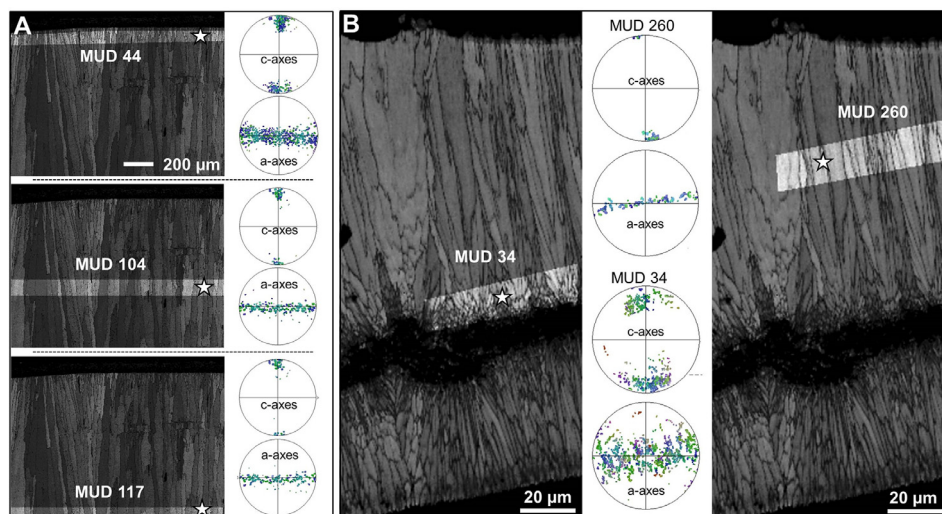 A
MUD 44
200 µm
c-axes
a-axes
MUD 104
c-axes
a-axes
MUD 117
c-axes
a-axes
B
MUD 34
20 µm
MUD 260
c-axes
a-axes
MUD 34
c-axes
a-axes
MUD 260
20 µm